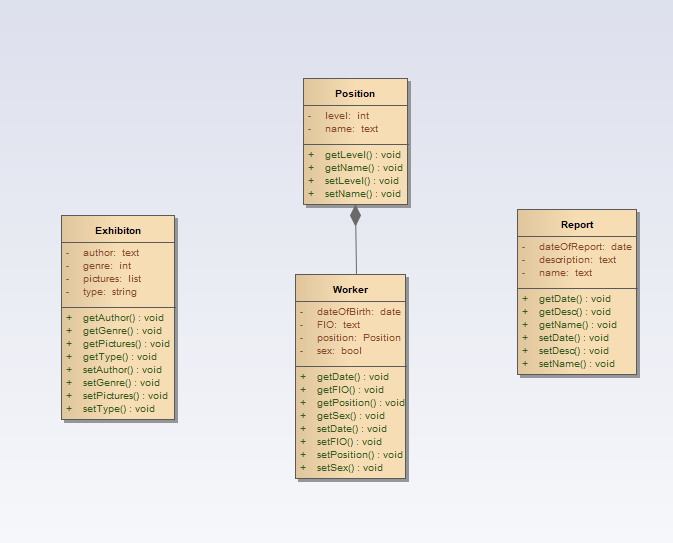 Position
- level: int
- name: text
+ getLevel() : void
+ getName() : void
+ setLevel() : void
+ setName() : void
Exhibiton
- author: text
- genre: int
- pictures: list
- type: string
+ getAuthor() : void
+ getGenre() : void
+ getPictures() : void
+ getType() : void
+ setAuthor() : void
+ setGenre() : void
+ setPictures() : void
+ setType() : void
Worker
- dateOfBirth: date
- FIO: text
- position: Position
- sex: bool
+ getDate() : void
+ getFIO() : void
+ getPosition() : void
+ getSex() : void
+ setDate() : void
+ setFIO() : void
+ setPosition() : void
+ setSex() : void
Report
- dateOfReport: date
- description: text
- name: text
+ getDate() : void
+ getDesc() : void
+ getName() : void
+ setDate() : void
+ setDesc() : void
+ setName() : void